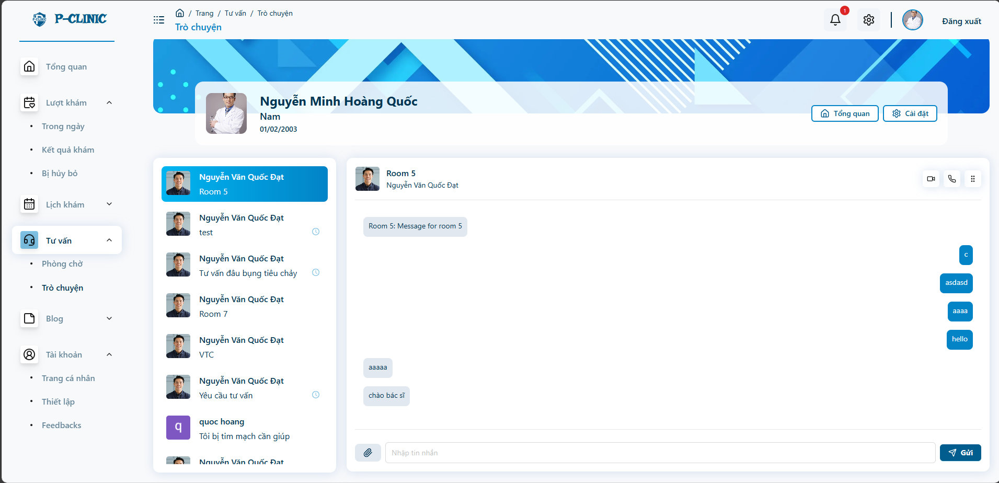 P-CLINIC
P-CLINIC
Tổng quan
Lượt khám
Trong ngày
Kết quả khám
Bị hủy bỏ
Lịch khám
Tư vấn
Phòng chờ
Trò chuyện
Blog
Tài khoản
Trang cá nhân
Thiết lập
Feedbacks
/ Trang / Tư vấn / Trò chuyện
Trò chuyện
1
Đăng xuất
Nguyễn Minh Hoàng Quốc
Nam
01/02/2003
Tổng quan
Cài đặt
Nguyễn Văn Quốc Đạt
Room 5
Nguyễn Văn Quốc Đạt
test
Nguyễn Văn Quốc Đạt
Tư vấn đâu bụng tiêu chảy
Nguyễn Văn Quốc Đạt
Room 7
Nguyễn Văn Quốc Đạt
VTC
Nguyễn Văn Quốc Đạt
Yêu cầu tư vấn
q
quoc hoang
Tôi bị tim mạch cần giúp
Nguyễn Văn Quốc Đạt
Room 5
Nguyễn Văn Quốc Đạt
Room 5: Message for room 5
c
asdasd
aaaa
hello
aaaaa
chào bác sĩ
Nhập tin nhắn
Gửi